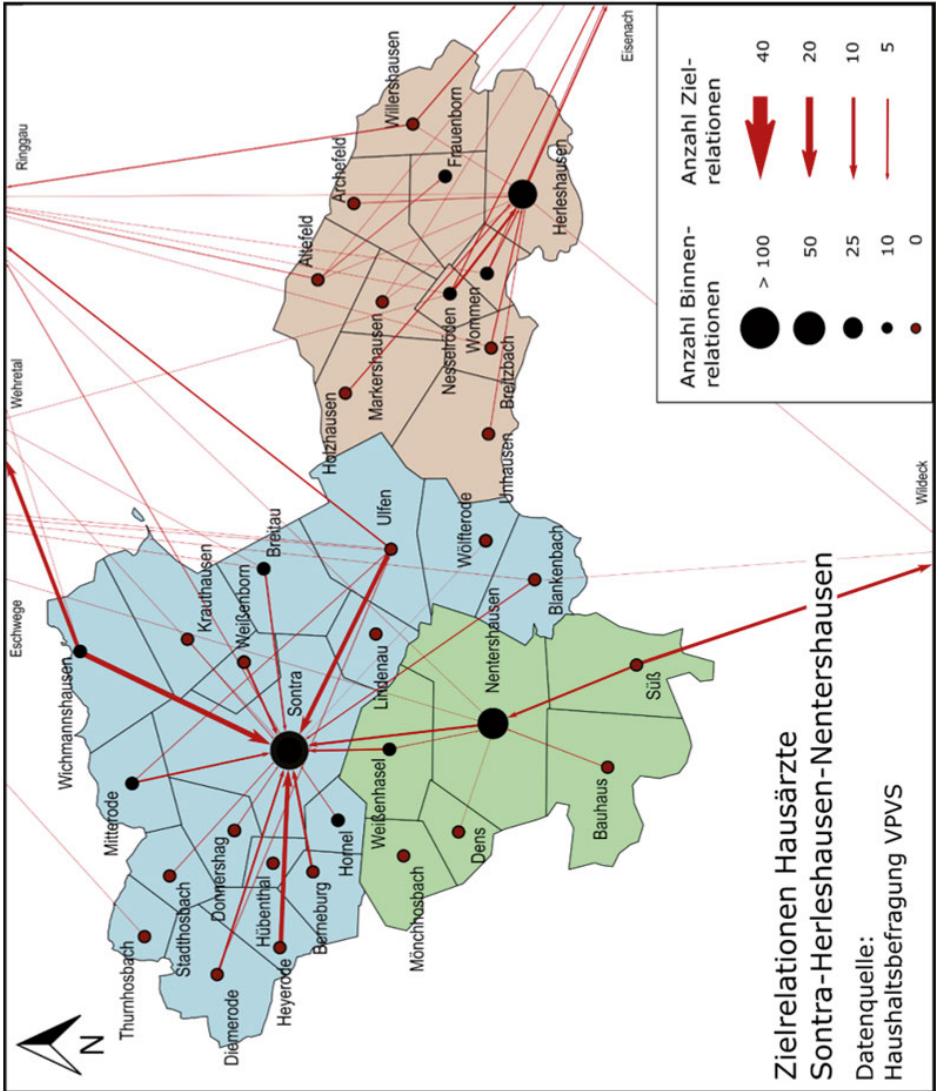 Zielrelationen Hausärzte
Sontra-Herleshausen-Nentershausen
Datenquelle:
Haushaltsbefragung VPVS
N
Eschwege
Wehretal
Ringgau
Eisenach
Wildeck
Thurnhosbach
Stadthosbach
Mitterode
Wichmannshausen
Diemerode
Heyerode
Donnershag
Hübenthal
Berneburg
Hornel
Sontra
Krauthausen
Weißenborn
Breitau
Lindenau
Ulfen
Wölfterode
Blankenbach
Weißenhasel
Mönchhosbach
Dens
Nentershausen
Bauhaus
Süß
Holzhausen
Markershausen
Altefeld
Archefeld
Willershausen
Frauenborn
Nesselröden
Wommen
Breitzbach
Unhausen
Herleshausen
Anzahl Binnen-
relationen
> 100
50
25
10
0
Anzahl Ziel-
relationen
40
20
10
5